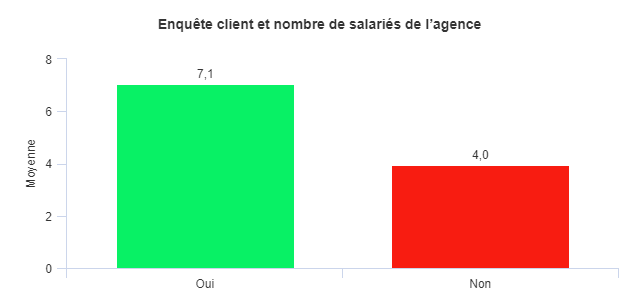 Enquête client et nombre de salariés de l’agence
8
7,1
6
4,0
4
Moyenne
2
0
Oui
Non